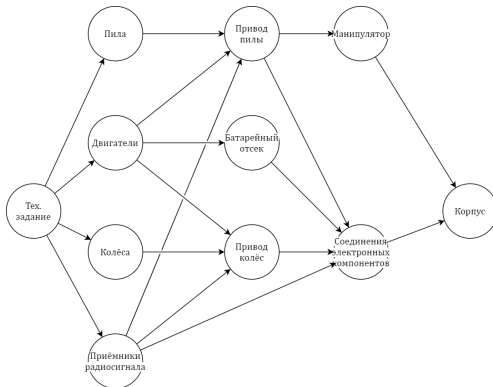 Пила
Привод
пилы
Манипулятор
Двигатели
Батарейный
отсек
Тех.
задание
Корпус
Колёса
Привод
колёс
Соединения
электронных
компонентов
Приёмники
радиосигнала